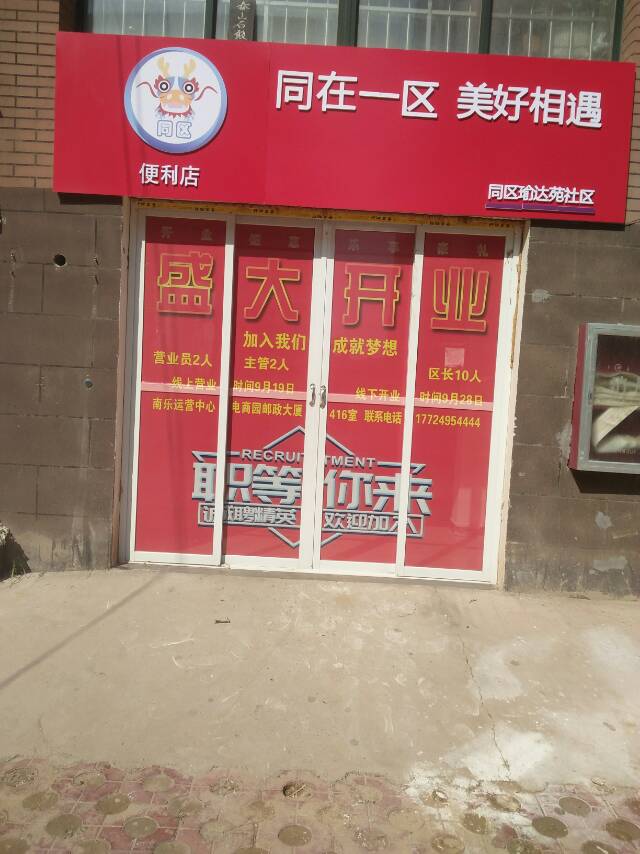 同在一区 美好相遇
同区
便利店
同区瑜达苑社区
盛大开业
加入我们 成就梦想
营业员2人 主管2人 区长10人
线上营业 时间9月19日 线下开业 时间9月28日
南乐运营中心 电商园邮政大厦 416室 联系电话 17724954444
RECRUITMENT
职等你来
诚聘精英 欢迎加入